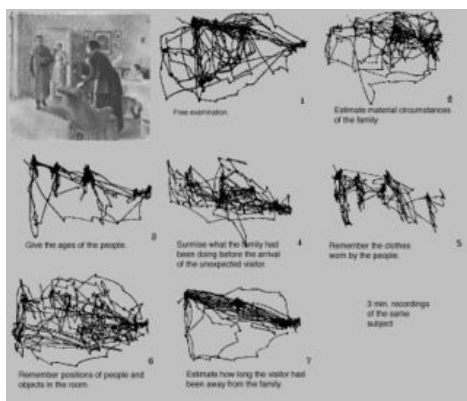 1
Free examination.
2
Estimate material circumstances
of the family
3
Give the ages of the people.
4
Surmise what the family had
been doing before the arrival
of the unexpected visitor.
5
Remember the clothes
worn by the people.
6
Remember positions of people and
objects in the room.
7
Estimate how long the visitor had
been away from the family.
3 min. recordings
of the same
subject